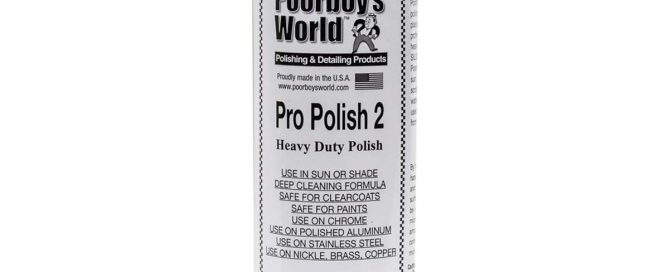 Poorboy's
World™
Polishing & Detailing Products
Proudly made in the U.S.A.
www.poorboysworld.com
Pro Polish 2
Heavy Duty Polish
USE IN SUN OR SHADE
DEEP CLEANING FORMULA
SAFE FOR CLEARCOATS
SAFE FOR PAINTS
USE ON CHROME
USE ON POLISHED ALUMINUM
USE ON STAINLESS STEEL
USE ON NICKLE, BRASS, COPPER